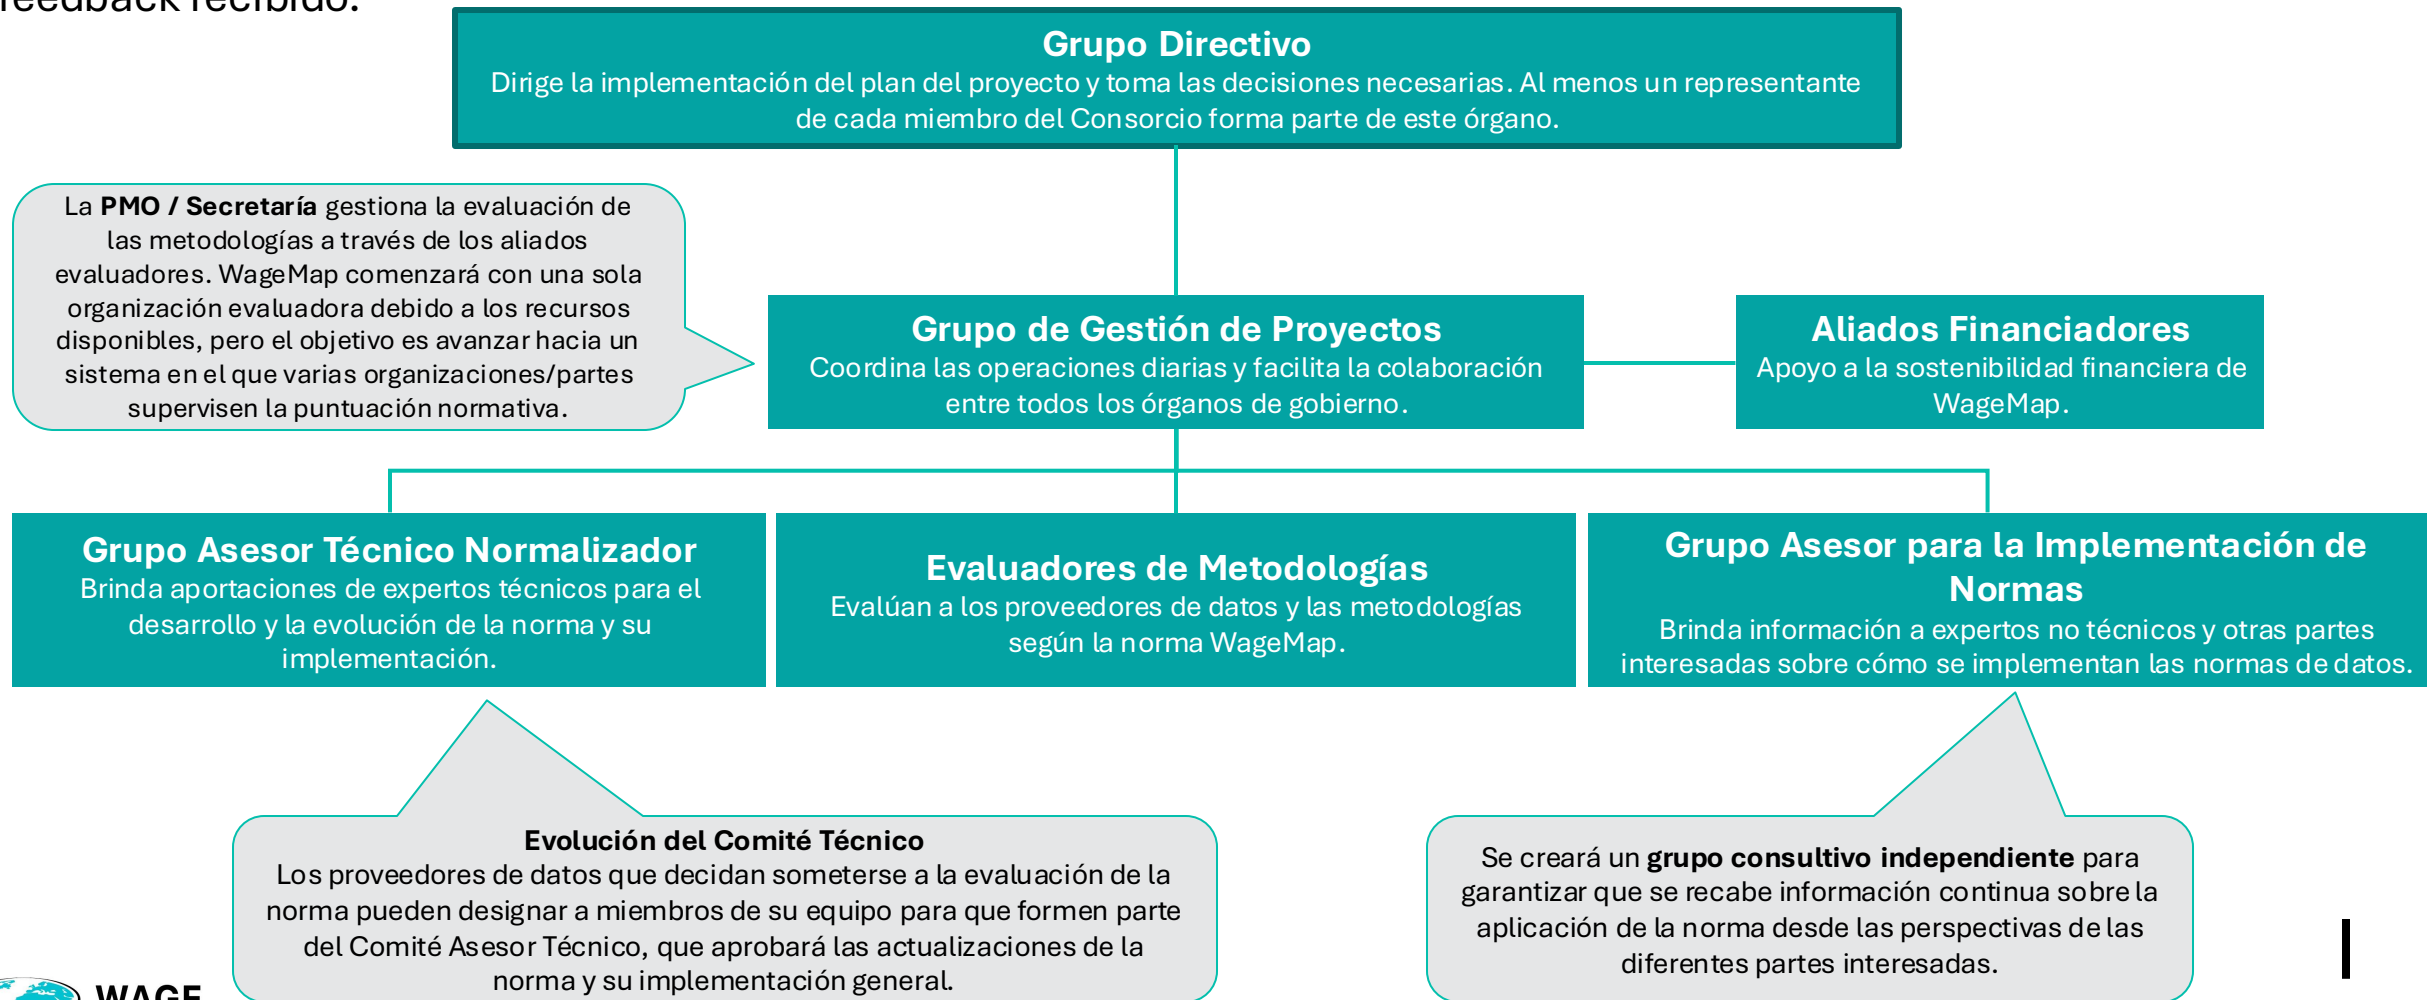 feedback recibido.
Grupo Directivo
Dirige la implementación del plan del proyecto y toma las decisiones necesarias. Al menos un representante
de cada miembro del Consorcio forma parte de este órgano.
La PMO / Secretaría gestiona la evaluación de
las metodologías a través de los aliados
evaluadores. WageMap comenzará con una sola
organización evaluadora debido a los recursos
disponibles, pero el objetivo es avanzar hacia un
sistema en el que varias organizaciones/partes
supervisen la puntuación normativa.
Grupo de Gestión de Proyectos
Coordina las operaciones diarias y facilita la colaboración
entre todos los órganos de gobierno.
Aliados Financiadores
Apoyo a la sostenibilidad financiera de
WageMap.
Grupo Asesor Técnico Normalizador
Brinda aportaciones de expertos técnicos para el
desarrollo y la evolución de la norma y su
implementación.
Evaluadores de Metodologías
Evalúan a los proveedores de datos y las metodologías
según la norma WageMap.
Grupo Asesor para la Implementación de
Normas
Brinda información a expertos no técnicos y otras partes
interesadas sobre cómo se implementan las normas de datos.
Evolución del Comité Técnico
Los proveedores de datos que decidan someterse a la evaluación de la
norma pueden designar a miembros de su equipo para que formen parte
del Comité Asesor Técnico, que aprobará las actualizaciones de la
norma y su implementación general.
Se creará un grupo consultivo independiente para
garantizar que se recabe información continua sobre la
aplicación de la norma desde las perspectivas de las
diferentes partes interesadas.
WAGE